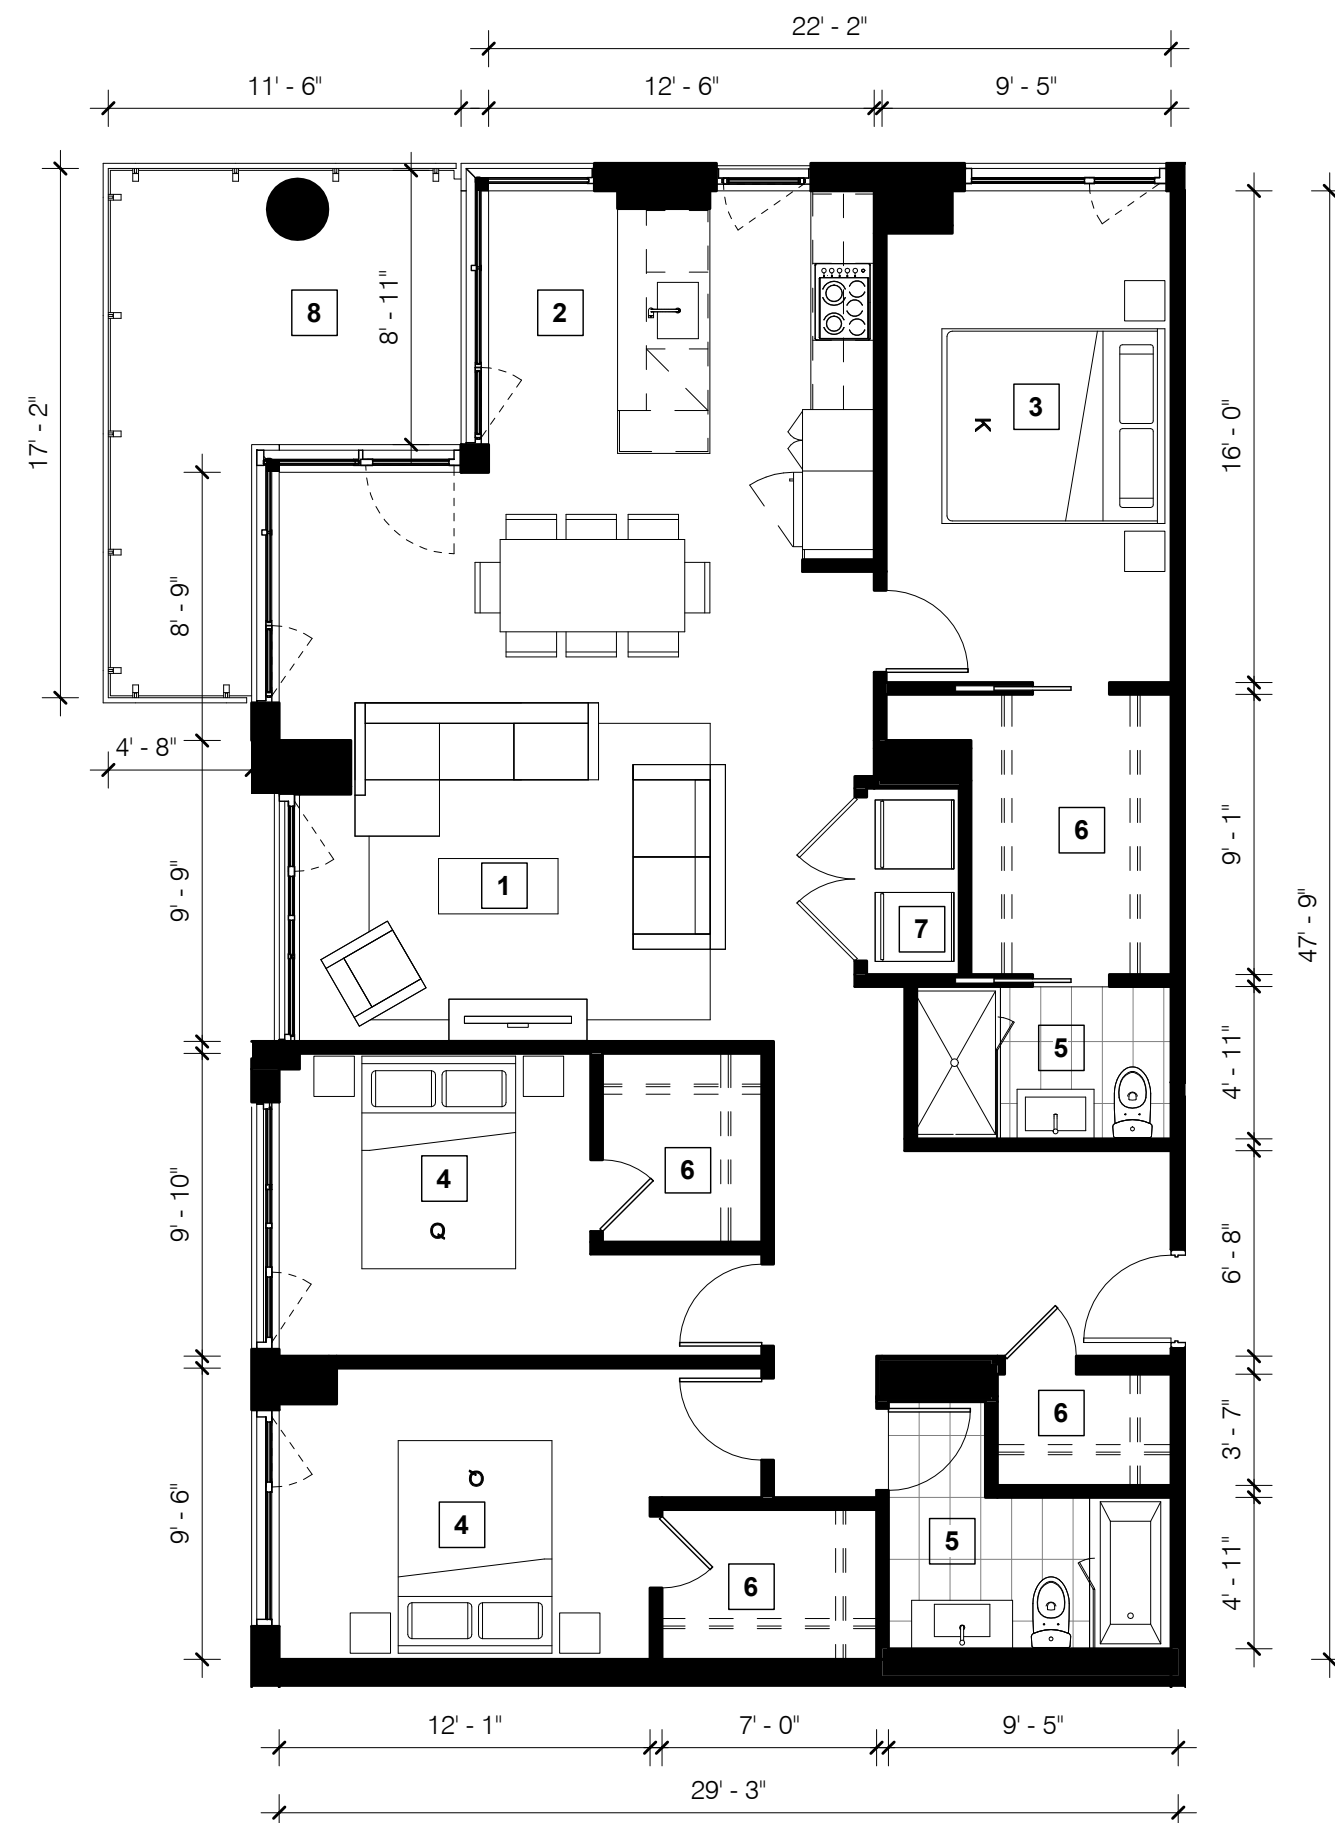 22' - 2"
11' - 6"
12' - 6"
9' - 5"
17' - 2"
8' - 11"
8
2
3
K
16' - 0"
8' - 9"
4' - 8"
6
9' - 1"
9' - 9"
1
7
47' - 9"
5
4' - 11"
4
Q
6
9' - 10"
6' - 8"
6
3' - 7"
Q
4
9' - 6"
5
6
4' - 11"
12' - 1"
7' - 0"
9' - 5"
29' - 3"